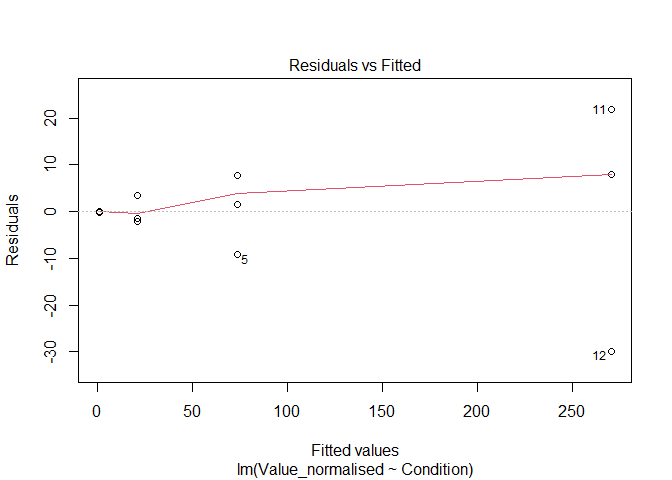 Residuals vs Fitted
Residuals
20
10
0
-10
-20
-30
11
5
12
0 50 100 150 200 250
Fitted values
lm(Value_normalised ~ Condition)